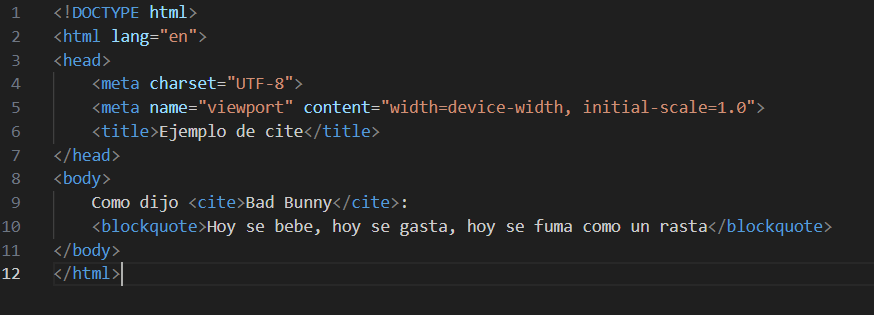 1 <!DOCTYPE html>
2 <html lang="en">
3 <head>
4     <meta charset="UTF-8">
5     <meta name="viewport" content="width=device-width, initial-scale=1.0">
6     <title>Ejemplo de cite</title>
7 </head>
8 <body>
9     Como dijo <cite>Bad Bunny</cite>:
10     <blockquote>Hoy se bebe, hoy se gasta, hoy se fuma como un rasta</blockquote>
11 </body>
12 </html>